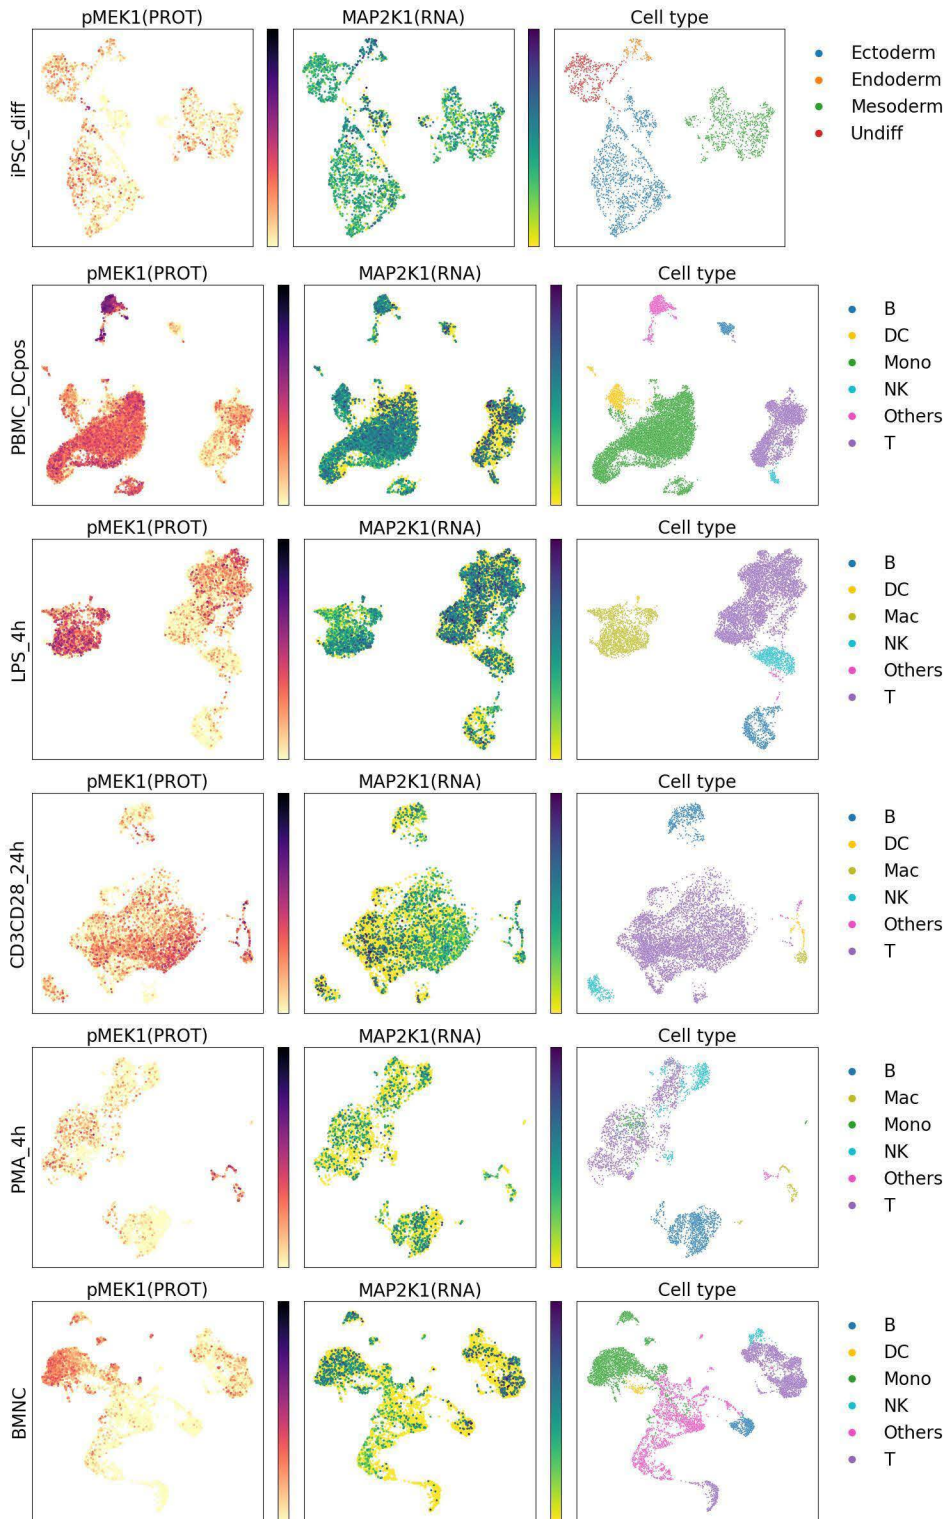 pMEK1(PROT)
MAP2K1(RNA)
Cell type
iPSC_diff
Ectoderm
Endoderm
Mesoderm
Undiff
pMEK1(PROT)
MAP2K1(RNA)
Cell type
PBMC_DCpos
B
DC
Mono
NK
Others
T
pMEK1(PROT)
MAP2K1(RNA)
Cell type
LPS_4h
B
DC
Mac
NK
Others
T
pMEK1(PROT)
MAP2K1(RNA)
Cell type
CD3CD28_24h
B
DC
Mac
NK
Others
T
pMEK1(PROT)
MAP2K1(RNA)
Cell type
PMA_4h
B
Mac
Mono
NK
Others
T
pMEK1(PROT)
MAP2K1(RNA)
Cell type
BMNC
B
DC
Mono
NK
Others
T